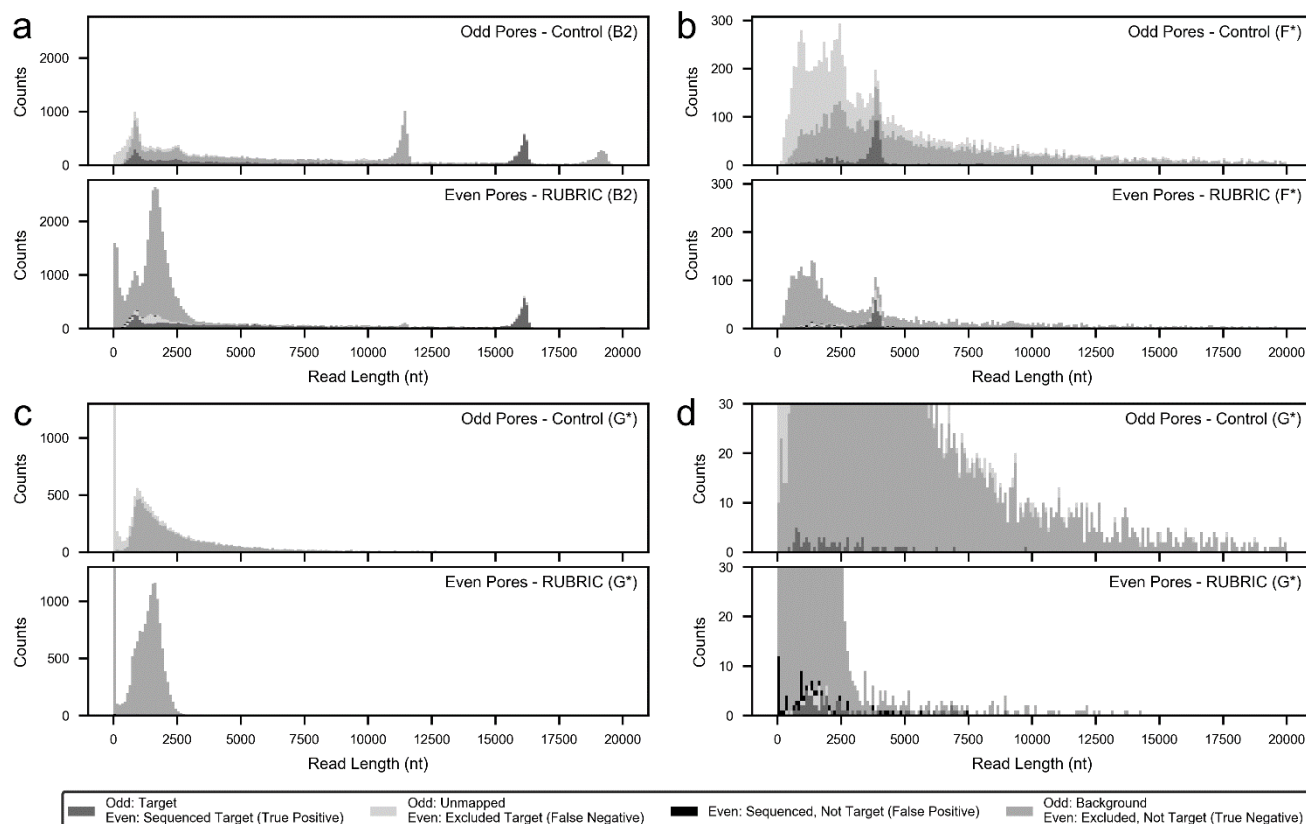 a
Odd Pores - Control (B2)
2000
1000
0
Counts
Even Pores - RUBRIC (B2)
2000
1000
0
Counts
0 2500 5000 7500 10000 12500 15000 17500 20000
Read Length (nt)
b
Odd Pores - Control (F*)
300
200
100
0
Counts
Even Pores - RUBRIC (F*)
300
200
100
0
Counts
0 2500 5000 7500 10000 12500 15000 17500 20000
Read Length (nt)
c
Odd Pores - Control (G*)
1000
500
0
Counts
Even Pores - RUBRIC (G*)
1000
500
0
Counts
0 2500 5000 7500 10000 12500 15000 17500 20000
Read Length (nt)
d
Odd Pores - Control (G*)
30
20
10
0
Counts
Even Pores - RUBRIC (G*)
30
20
10
0
Counts
0 2500 5000 7500 10000 12500 15000 17500 20000
Read Length (nt)
Odd: Target
Even: Sequenced Target (True Positive)
Odd: Unmapped
Even: Excluded Target (False Negative)
Even: Sequenced, Not Target (False Positive)
Odd: Background
Even: Excluded, Not Target (True Negative)